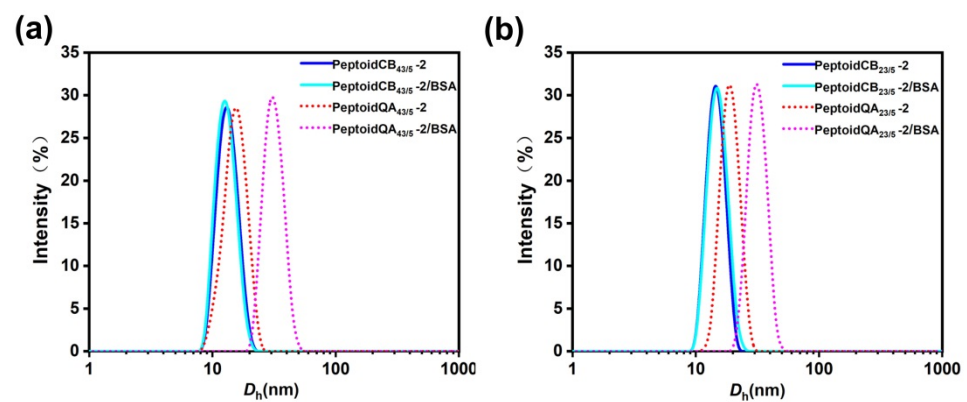 (a)
35
30
25
20
15
10
5
0
Intensity（%）
PeptoidCB43/5 -2
PeptoidCB43/5 -2/BSA
PeptoidQA43/5 -2
PeptoidQA43/5 -2/BSA
1 10 100 1000
Dh(nm)
(b)
35
30
25
20
15
10
5
0
Intensity（%）
PeptoidCB23/5 -2
PeptoidCB23/5 -2/BSA
PeptoidQA23/5 -2
PeptoidQA23/5 -2/BSA
1 10 100 1000
Dh(nm)